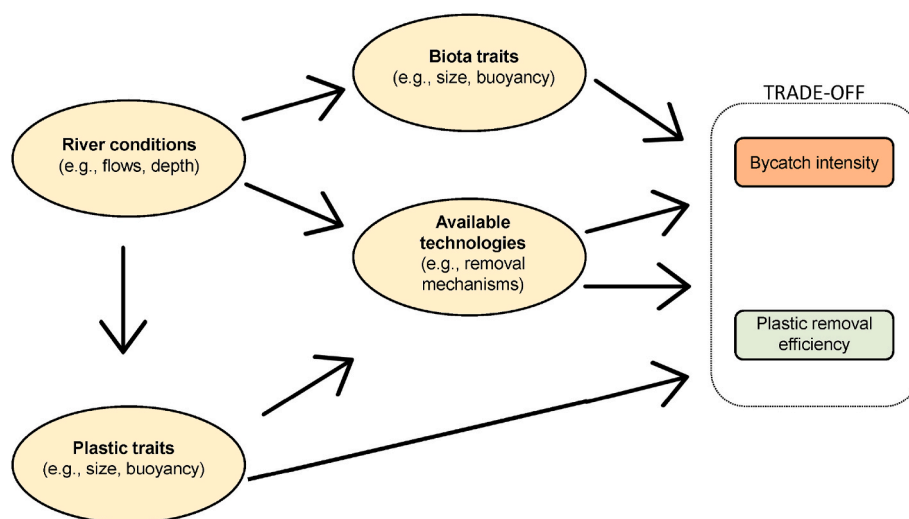 Biota traits
(e.g., size, buoyancy)
TRADE-OFF
River conditions
(e.g., flows, depth)
Bycatch intensity
Available
technologies
(e.g., removal
mechanisms)
Plastic removal
efficiency
Plastic traits
(e.g., size, buoyancy)